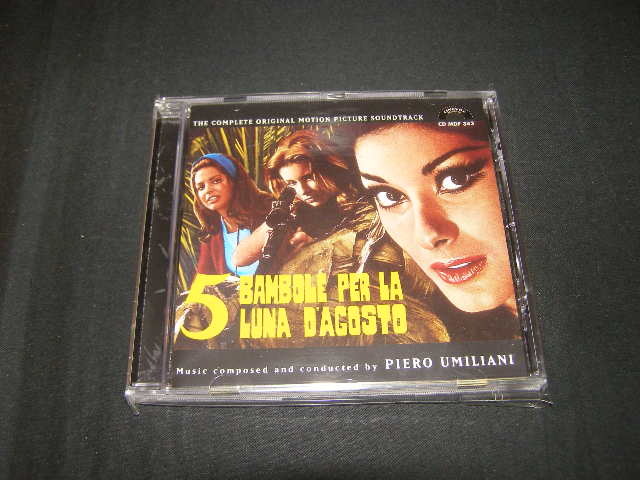 THE COMPLETE ORIGINAL MOTION PICTURE SOUNDTRACK
CD MDF 343
5 BAMBOLE PER LA
LUNA D'AGOSTO
Music composed and conducted by PIERO UMILIANI